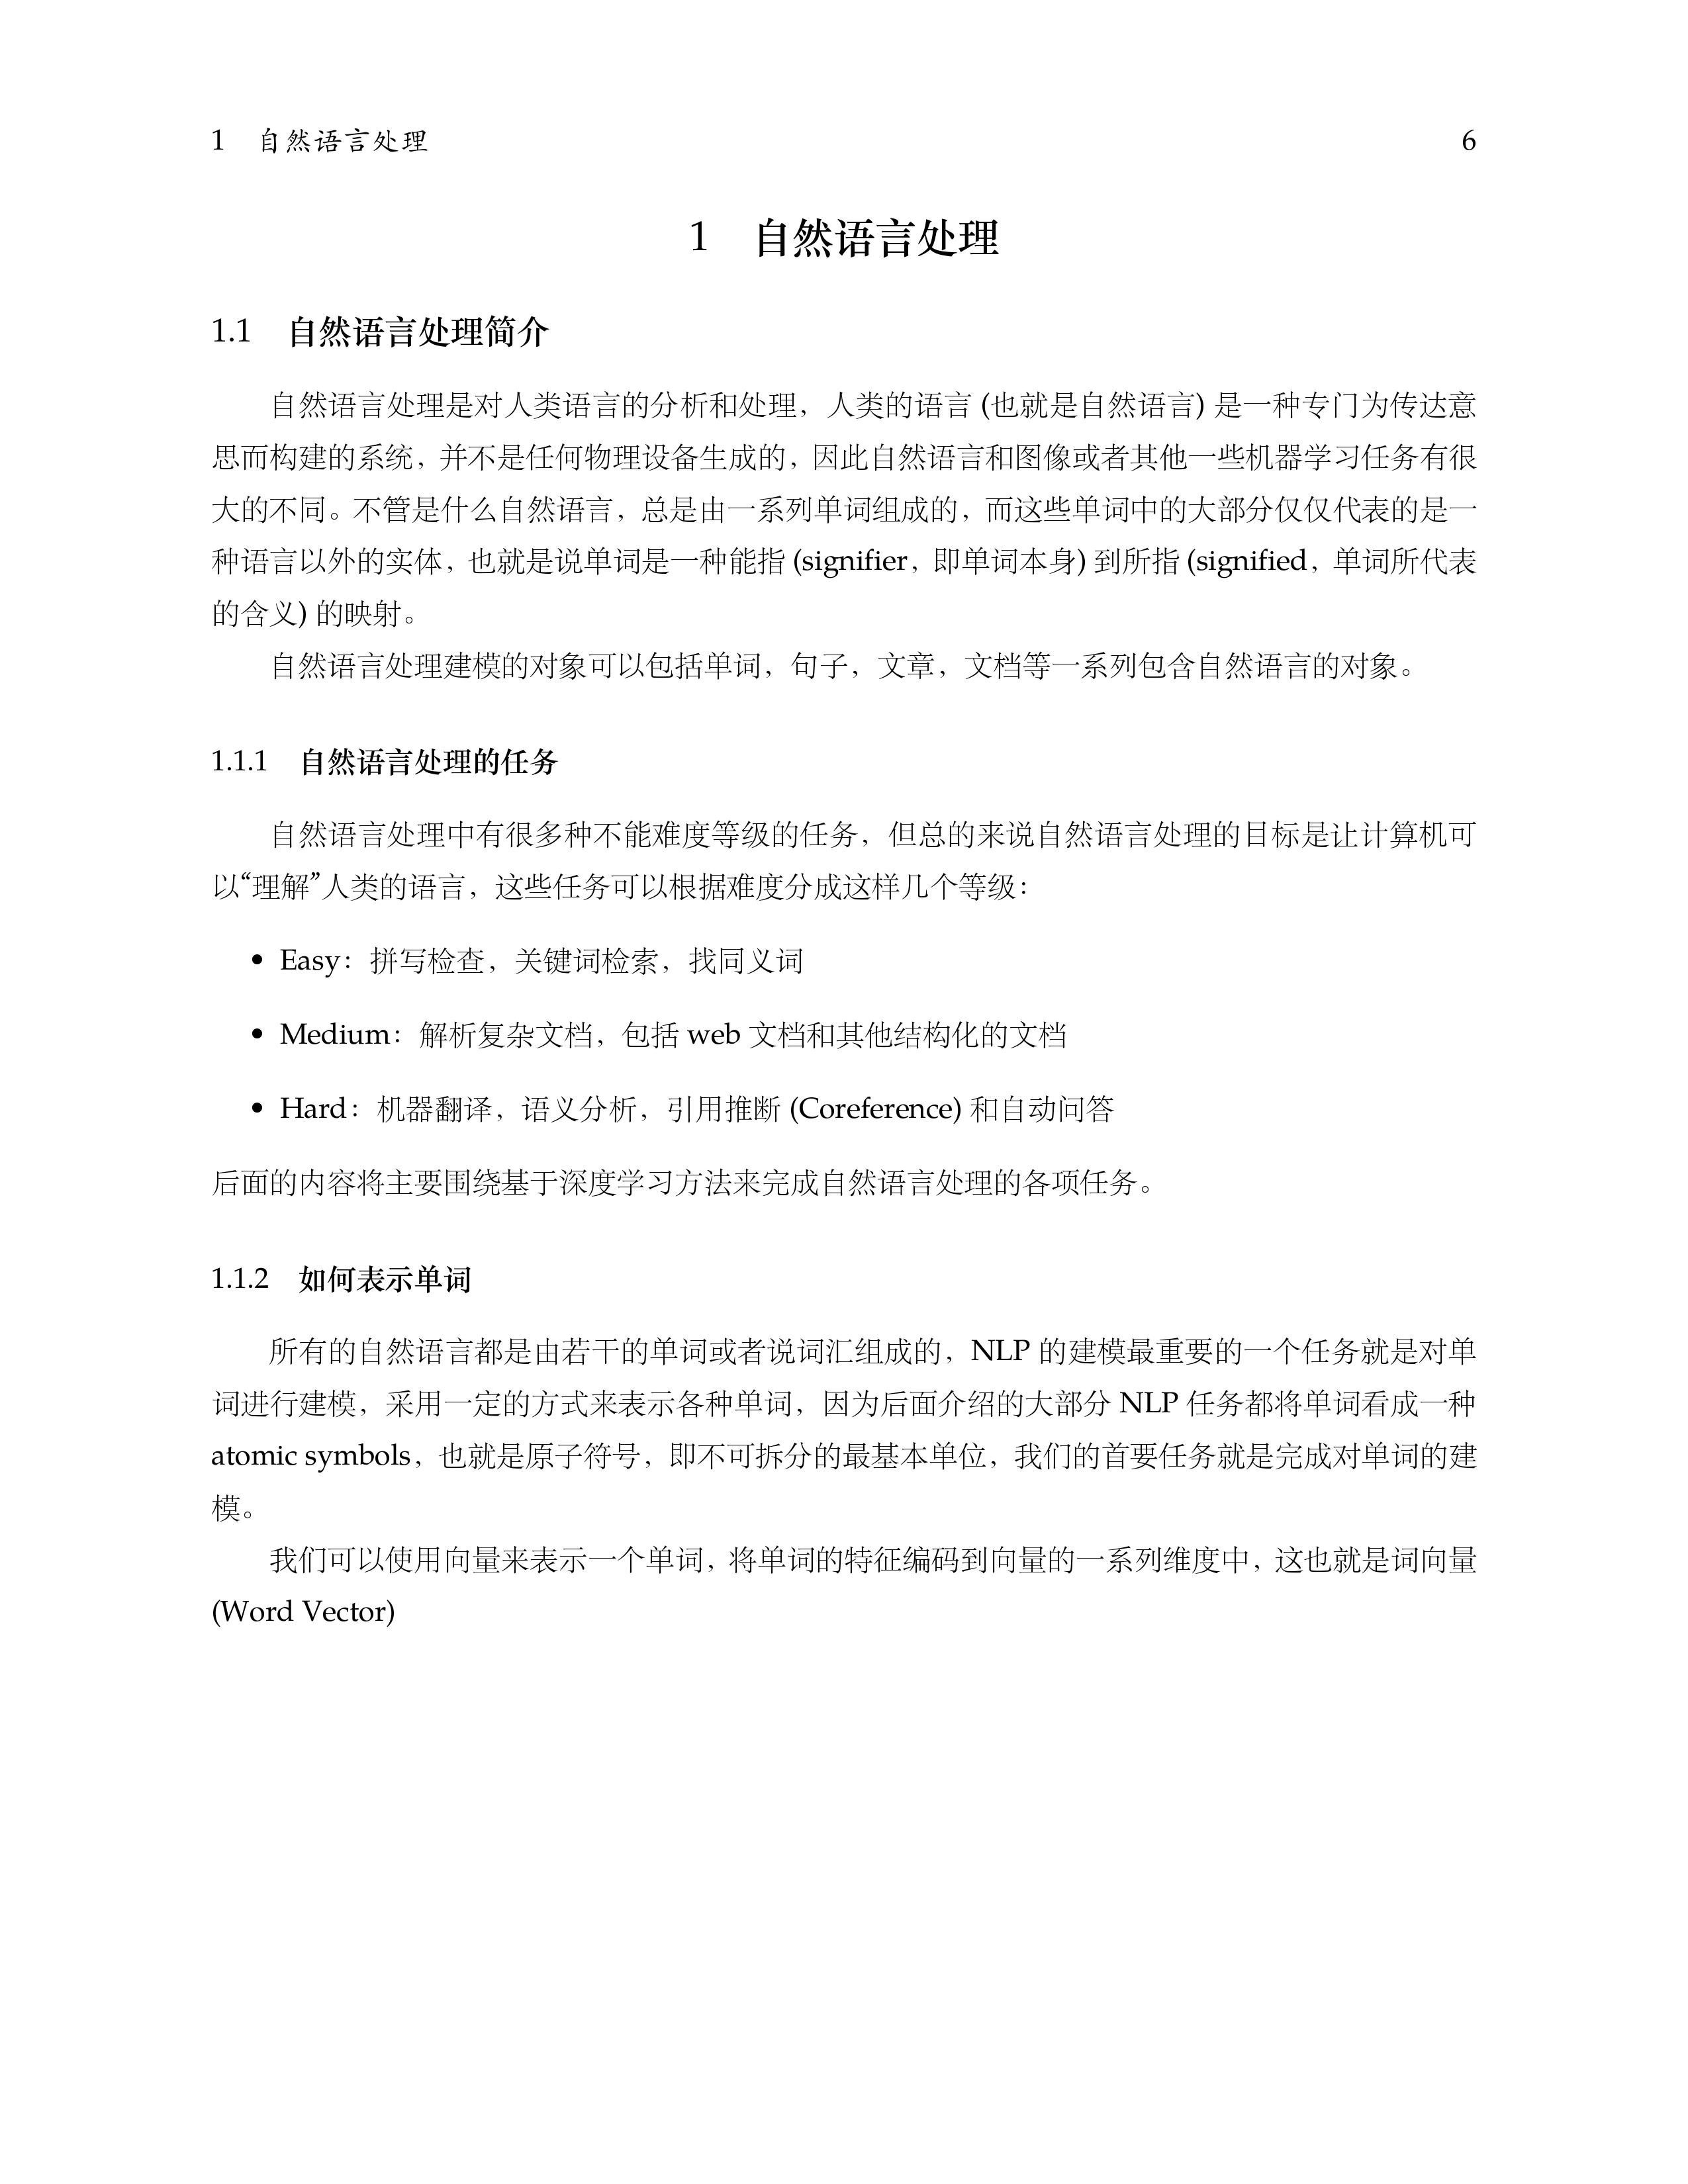 1 自然语言处理 6
1 自然语言处理
1.1 自然语言处理简介
自然语言处理是对人类语言的分析和处理，人类的语言 (也就是自然语言) 是一种专门为传达意
思而构建的系统，并不是任何物理设备生成的，因此自然语言和图像或者其他一些机器学习任务有很
大的不同。不管是什么自然语言，总是由一系列单词组成的，而这些单词中的大部分仅仅代表的是一
种语言以外的实体，也就是说单词是一种能指 (signifier，即单词本身) 到所指 (signified，单词所代表
的含义) 的映射。
自然语言处理建模的对象可以包括单词，句子，文章，文档等一系列包含自然语言的对象。
1.1.1 自然语言处理的任务
自然语言处理中有很多种不能难度等级的任务，但总的来说自然语言处理的目标是让计算机可
以“理解”人类的语言，这些任务可以根据难度分成这样几个等级：
• Easy：拼写检查，关键词检索，找同义词
• Medium：解析复杂文档，包括 web 文档和其他结构化的文档
• Hard：机器翻译，语义分析，引用推断 (Coreference) 和自动问答
后面的内容将主要围绕基于深度学习方法来完成自然语言处理的各项任务。
1.1.2 如何表示单词
所有的自然语言都是由若干的单词或者说词汇组成的，NLP 的建模最重要的一个任务就是对单
词进行建模，采用一定的方式来表示各种单词，因为后面介绍的大部分 NLP 任务都将单词看成一种
atomic symbols，也就是原子符号，即不可拆分的最基本单位，我们的首要任务就是完成对单词的建
模。
我们可以使用向量来表示一个单词，将单词的特征编码到向量的一系列维度中，这也就是词向量
(Word Vector)